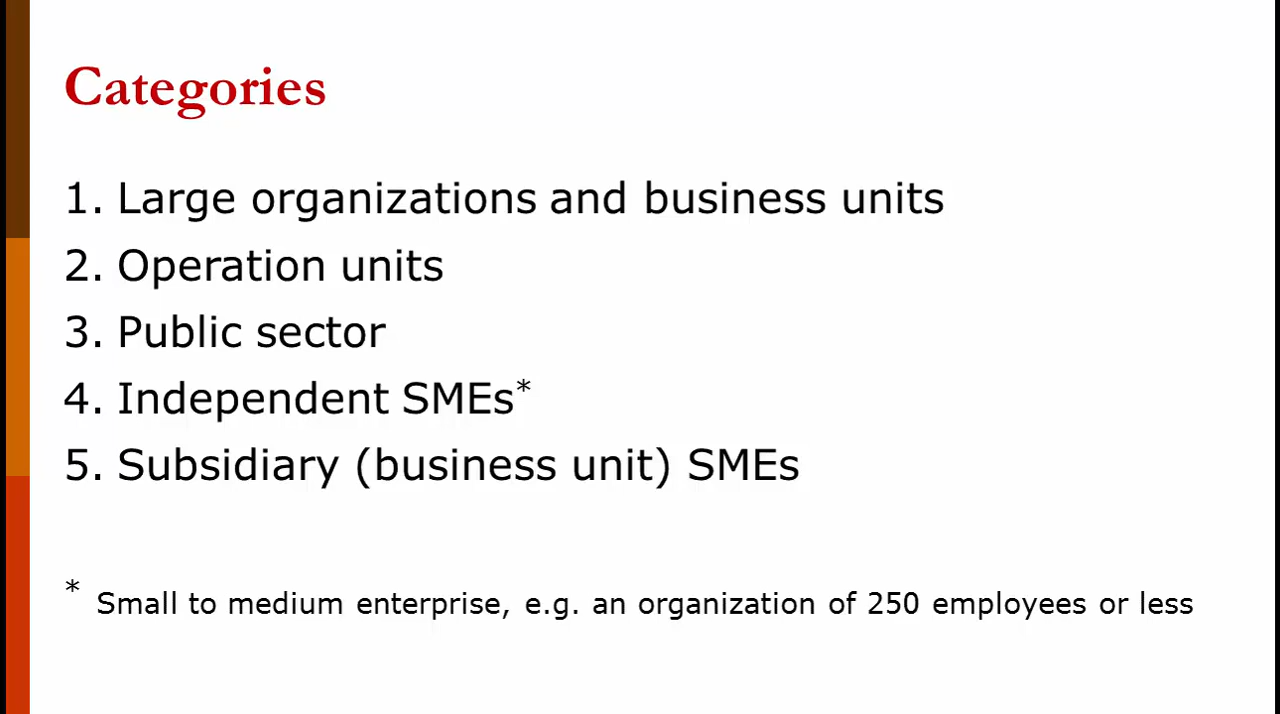 Categories
1. Large organizations and business units
2. Operation units
3. Public sector
4. Independent SMEs*
5. Subsidiary (business unit) SMEs
* Small to medium enterprise, e.g. an organization of 250 employees or less